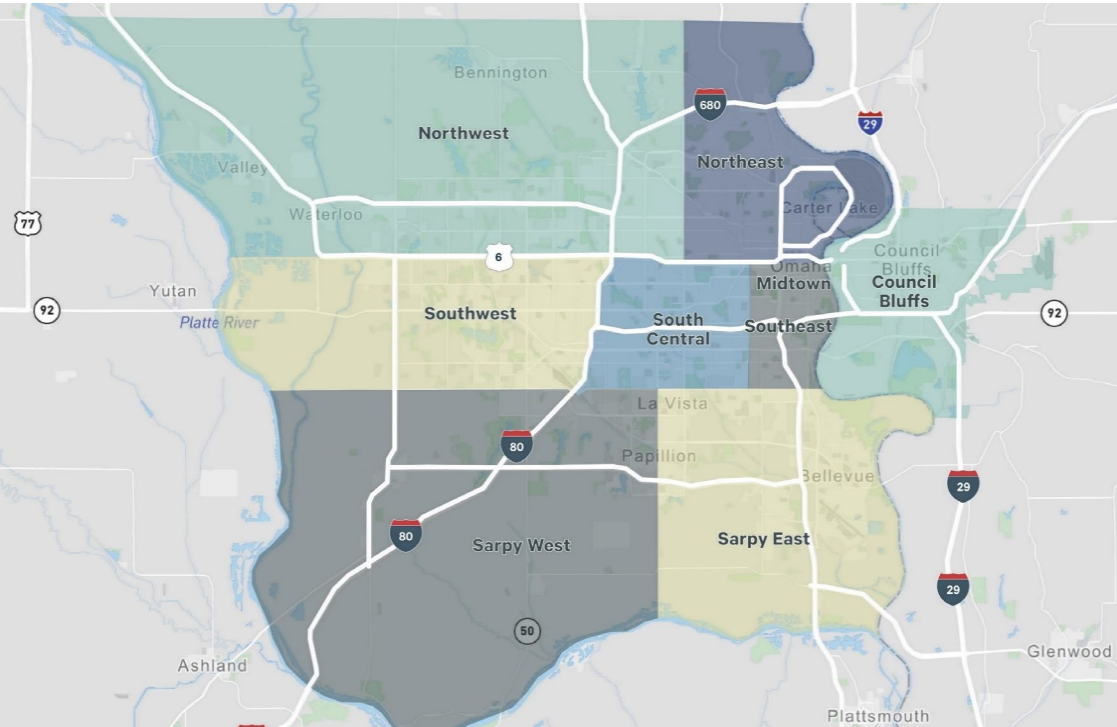 Bennington
680
29
Northwest
Northeast
Valley
Waterloo
Carter Lake
77
6
Council
Bluffs
Omaha
Midtown
Council
Bluffs
Yutan
92
Platte River
Southwest
South
Central
Southeast
92
La Vista
80
Papillion
Bellevue
29
80
Sarpy West
Sarpy East
29
50
Ashland
Glenwood
Plattsmouth